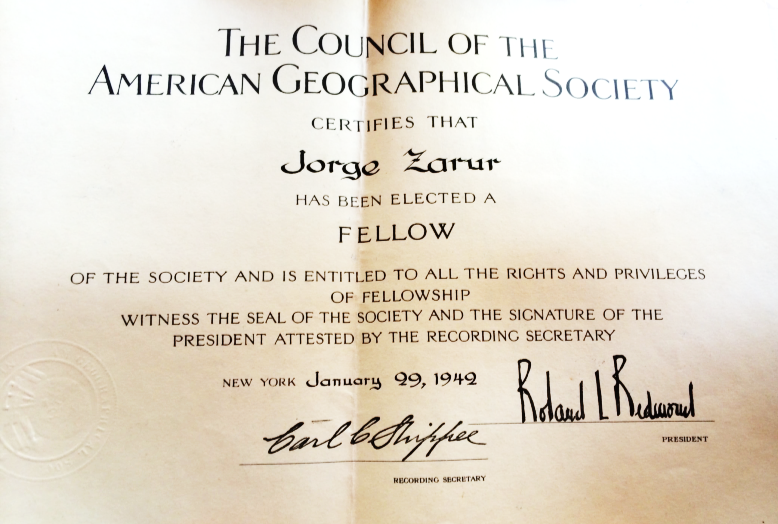 THE COUNCIL OF THE
AMERICAN GEOGRAPHICAL SOCIETY
CERTIFIES THAT
Jorge Zarur
HAS BEEN ELECTED A
FELLOW
OF THE SOCIETY AND IS ENTITLED TO ALL THE RIGHTS AND PRIVILEGES
OF FELLOWSHIP
WITNESS THE SEAL OF THE SOCIETY AND THE SIGNATURE OF THE
PRESIDENT ATTESTED BY THE RECORDING SECRETARY
NEW YORK January 29, 1942
Roland L Redmond
PRESIDENT
Carl C Shippee
RECORDING SECRETARY